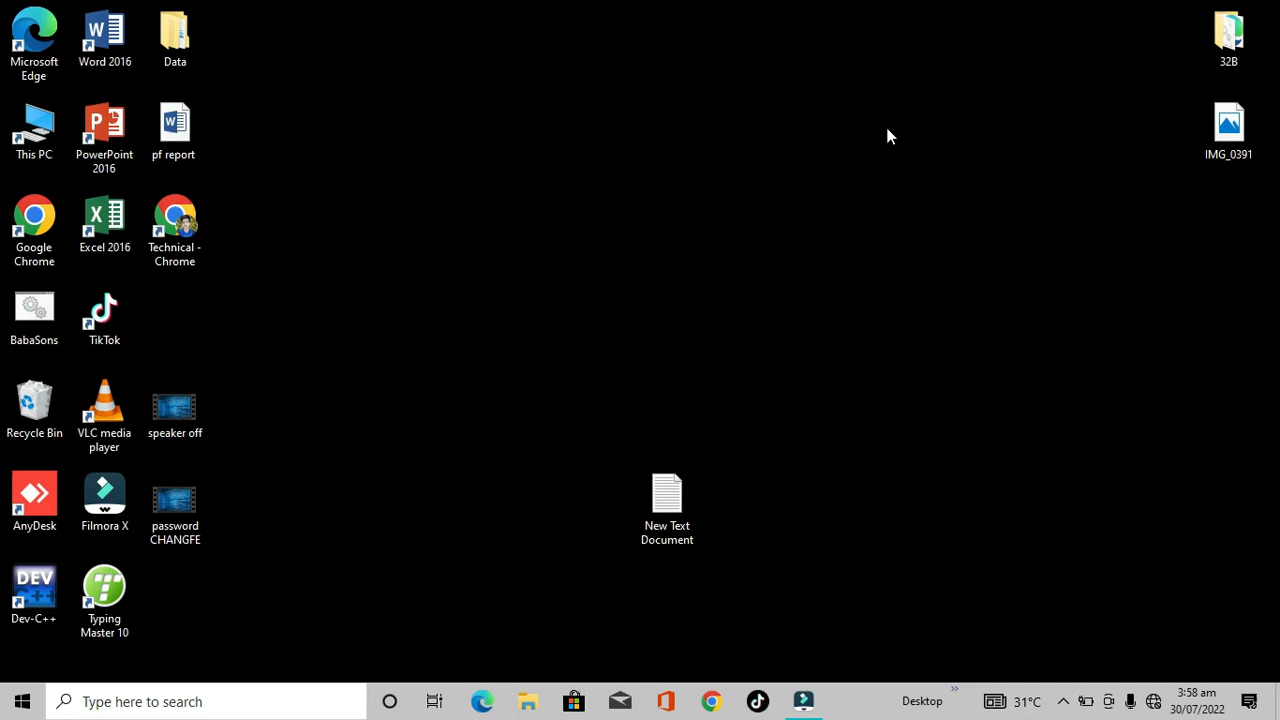 Microsoft
Edge
Word 2016
Data
32B
This PC
PowerPoint
2016
pf report
IMG_0391
Google
Chrome
Excel 2016
Technical -
Chrome
BabaSons
TikTok
Recycle Bin
VLC media
player
speaker off
AnyDesk
Filmora X
password
CHANGFE
New Text
Document
DEV
C++
Dev-C++
Typing
Master 10
Type here to search
Desktop
31°C
3:58 am
30/07/2022